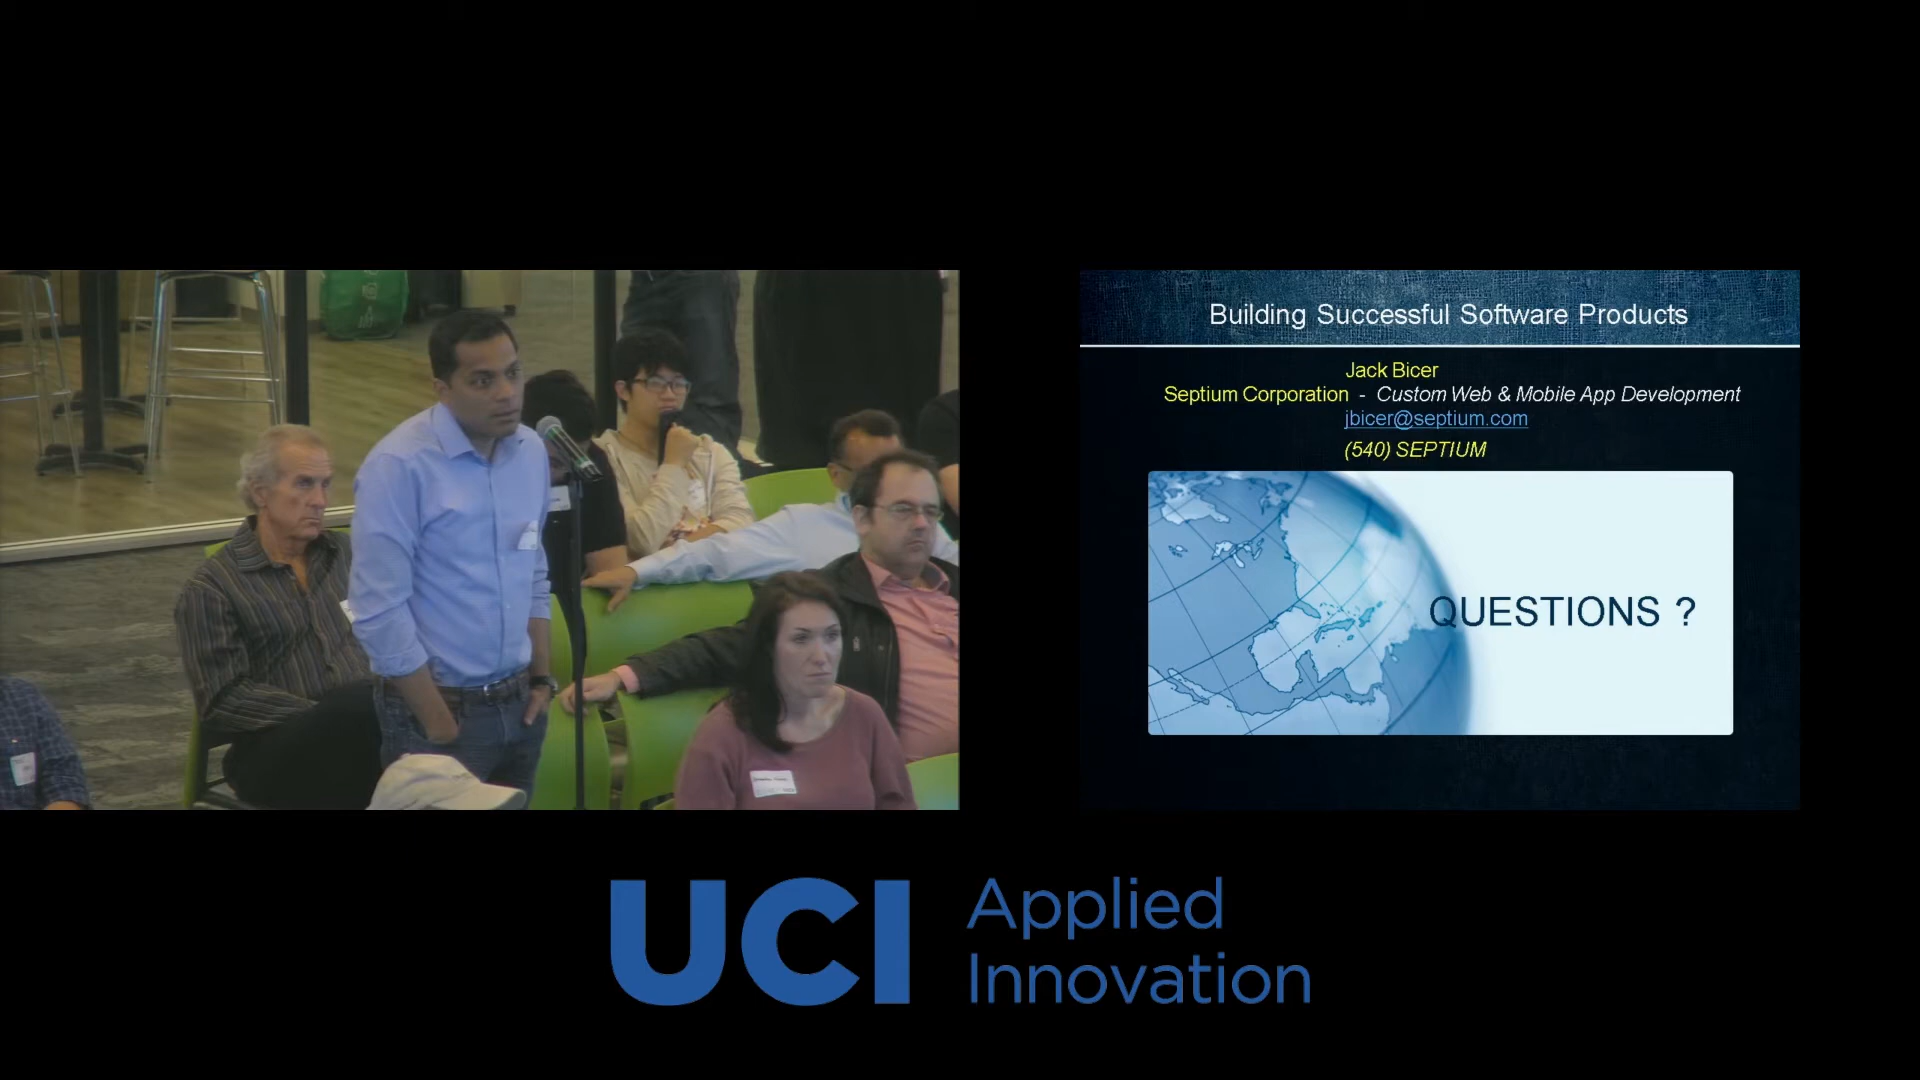 Building Successful Software Products
Jack Bicer
Septium Corporation - Custom Web & Mobile App Development
jbicer@septium.com
(540) SEPTIUM
QUESTIONS ?
UCI Applied
Innovation